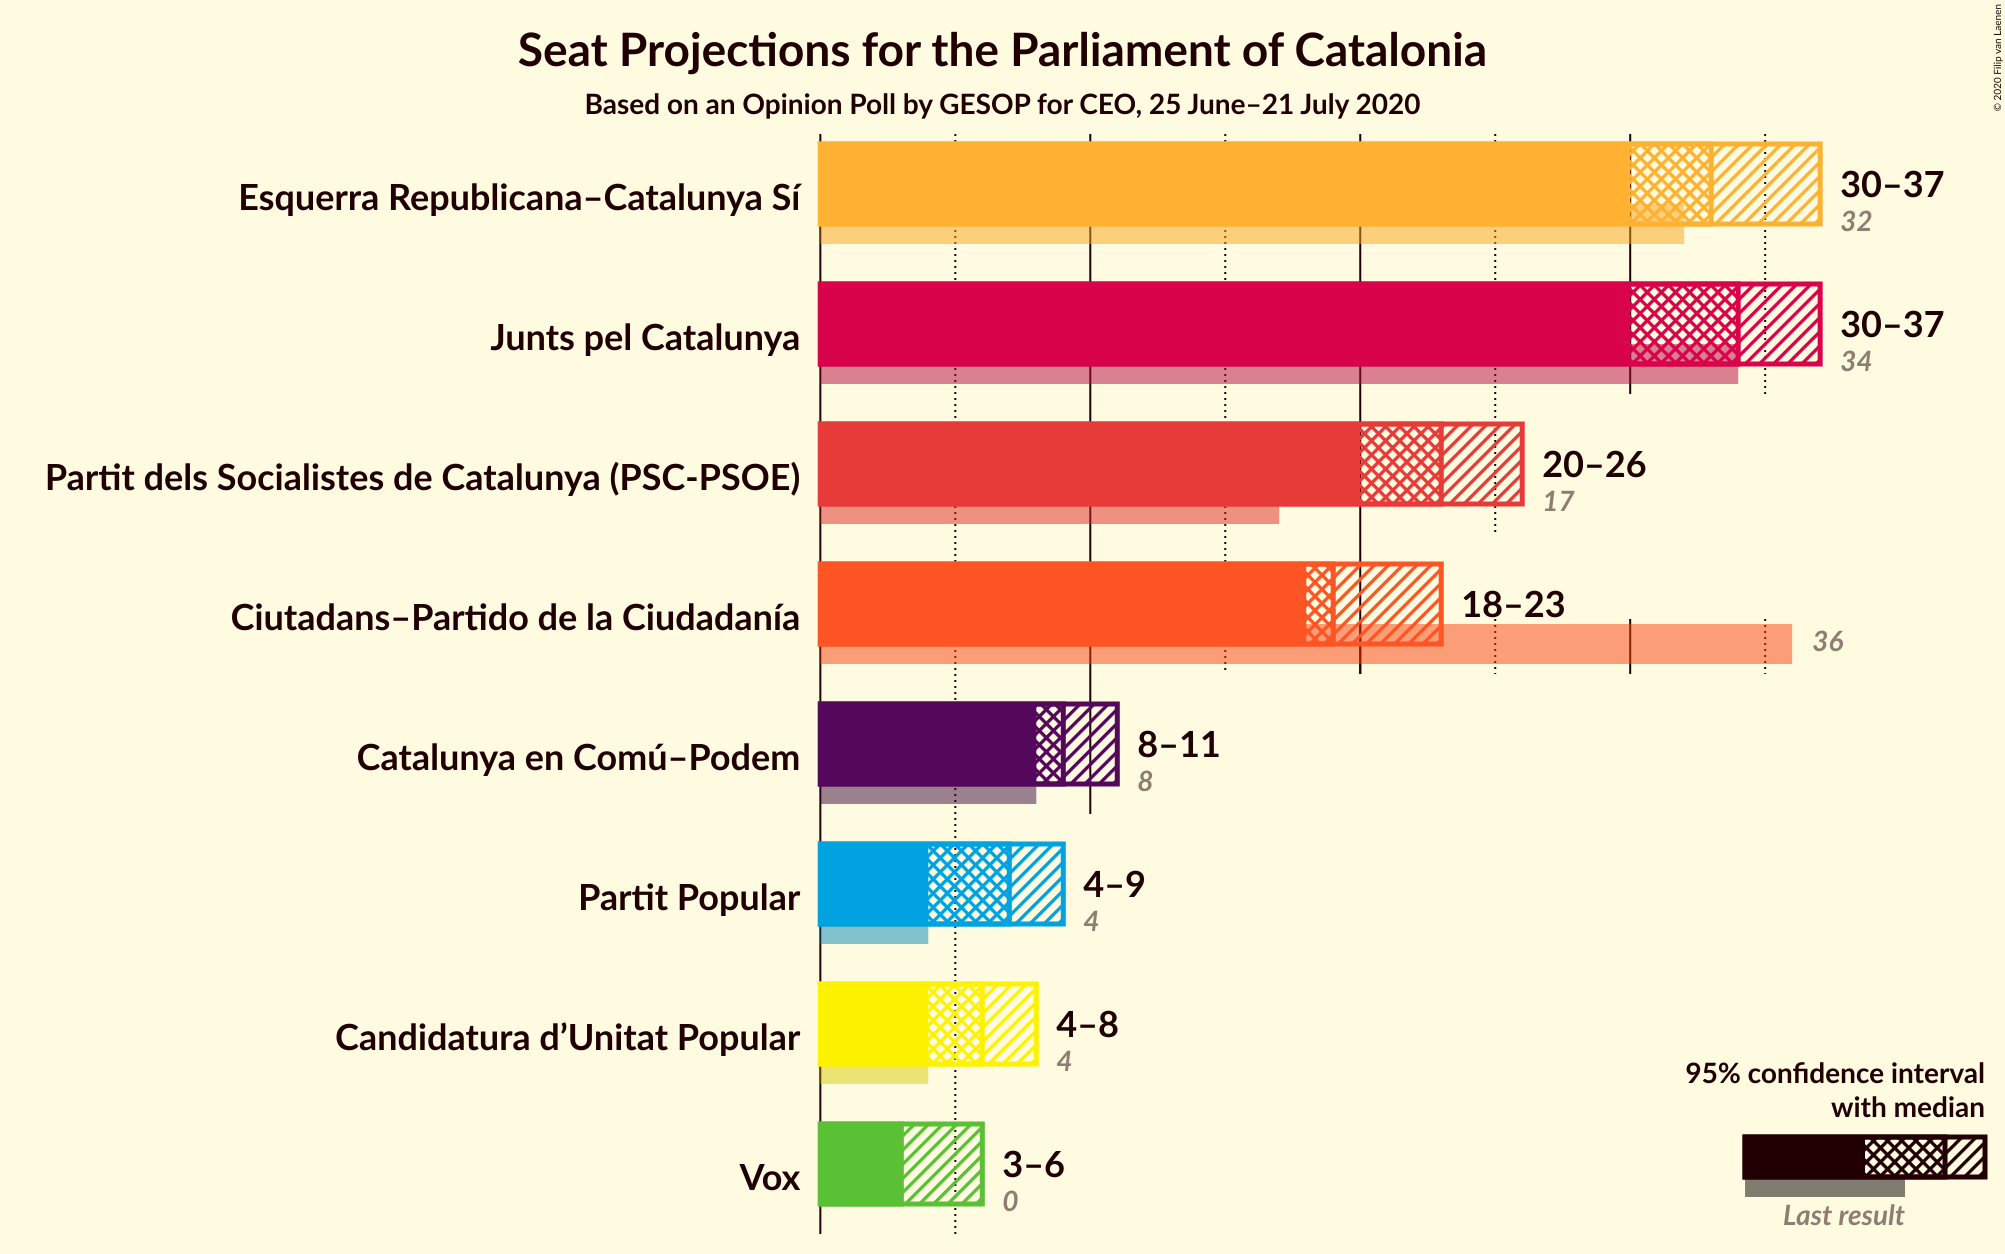 Seat Projections for the Parliament of Catalonia
Based on an Opinion Poll by GESOP for CEO, 25 June–21 July 2020
© 2020 Filip van Laenen
Esquerra Republicana–Catalunya Sí
30–37
32
Junts pel Catalunya
30–37
34
Partit dels Socialistes de Catalunya (PSC-PSOE)
20–26
17
Ciutadans–Partido de la Ciudadanía
18–23
36
Catalunya en Comú–Podem
8–11
8
Partit Popular
4–9
4
Candidatura d’Unitat Popular
4–8
4
Vox
3–6
0
95% confidence interval
with median
Last result